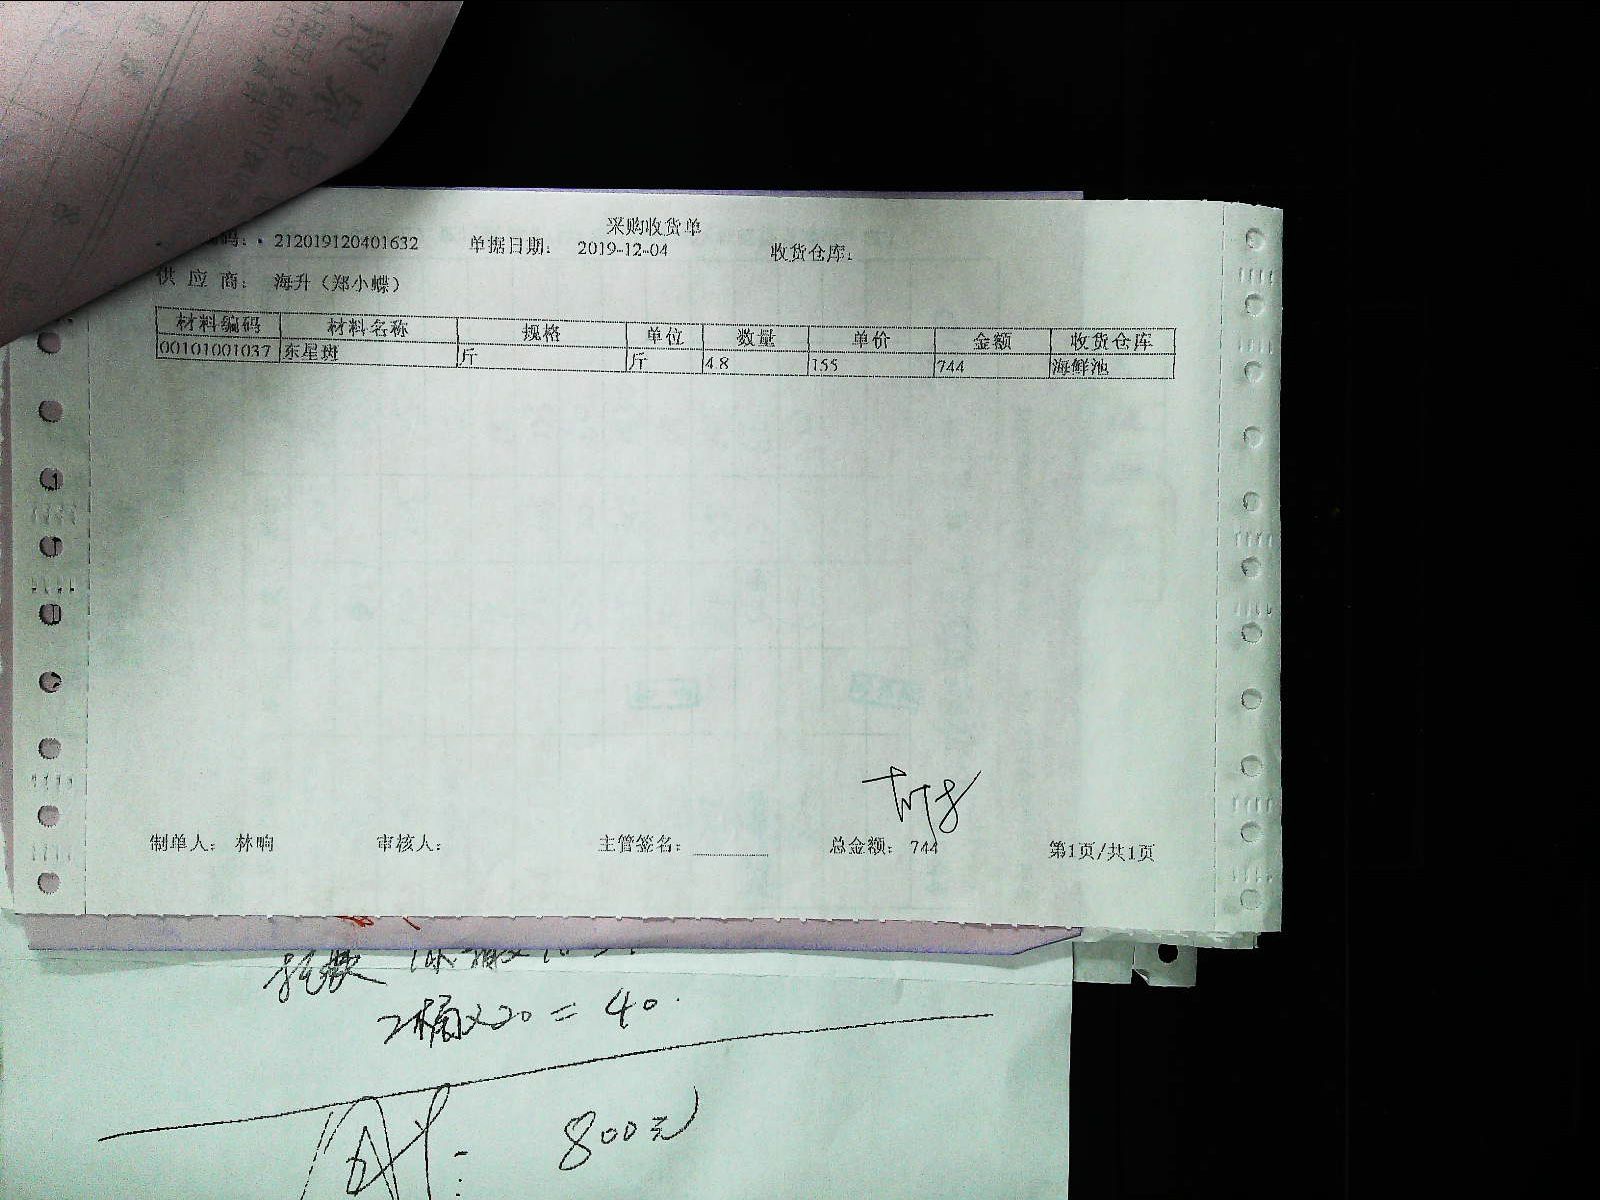 采购收货单
码: 212019120401632 单据日期: 2019-12-04 收货仓库:
供应商: 海升(郑小蝶)
材料编码 材料名称 规格 单位 数量 单价 金额 收货仓库
00101001037 东星斑 斤 斤 4.8 155 744 海鲜池
制单人: 林响 审核人: 主管签名: 总金额: 744 第1页/共1页
2桶×20=40.
800元